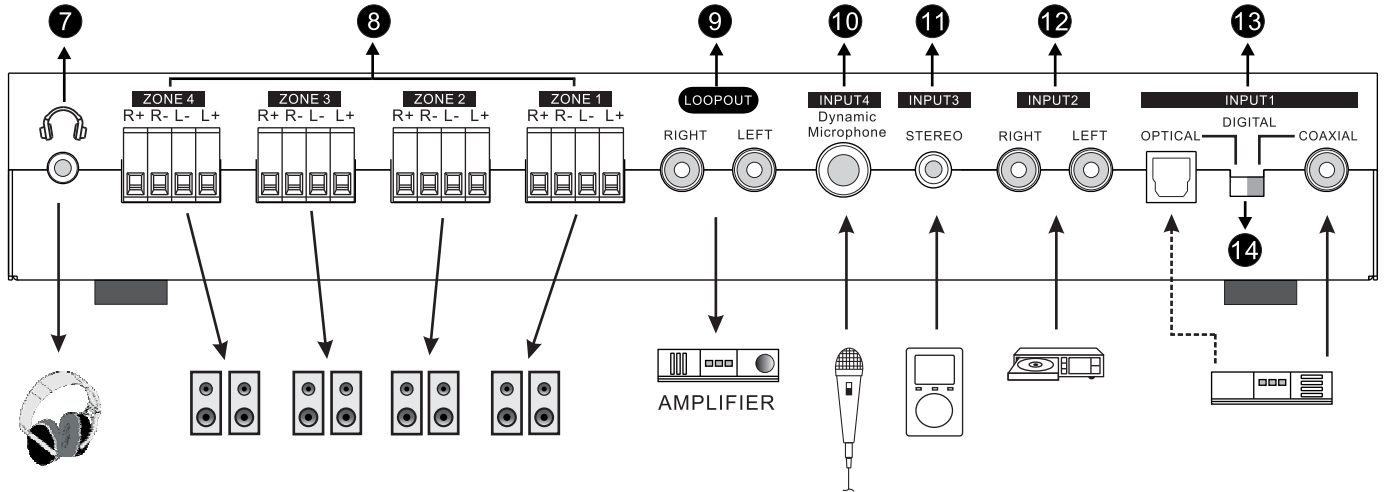 7 8 9 10 11 12 13
ZONE 4 ZONE 3 ZONE 2 ZONE 1 LOOPOUT INPUT4 INPUT3 INPUT2 INPUT1
R+ R- L- L+ R+ R- L- L+ R+ R- L- L+ R+ R- L- L+ Dynamic DIGITAL
RIGHT LEFT Microphone STEREO RIGHT LEFT OPTICAL COAXIAL
14
AMPLIFIER